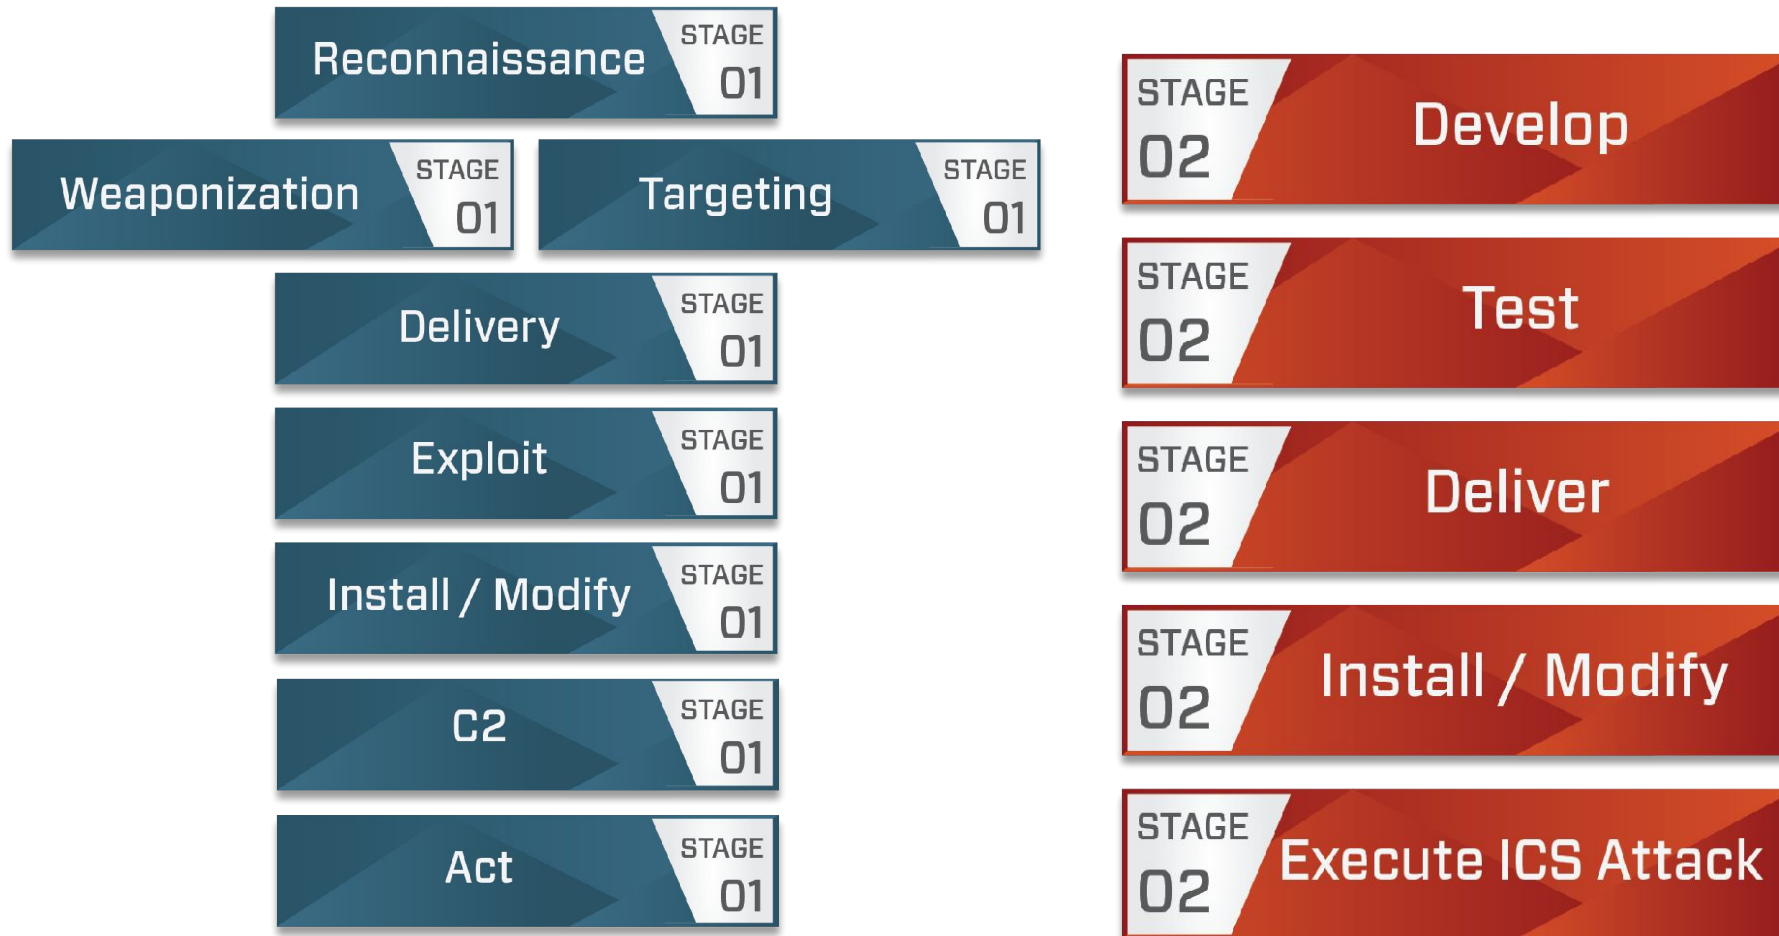 Reconnaissance
STAGE
01
Weaponization
STAGE
01
Targeting
STAGE
01
Delivery
STAGE
01
Exploit
STAGE
01
Install / Modify
STAGE
01
C2
STAGE
01
Act
STAGE
01
STAGE
02
Develop
STAGE
02
Test
STAGE
02
Deliver
STAGE
02
Install / Modify
STAGE
02
Execute ICS Attack